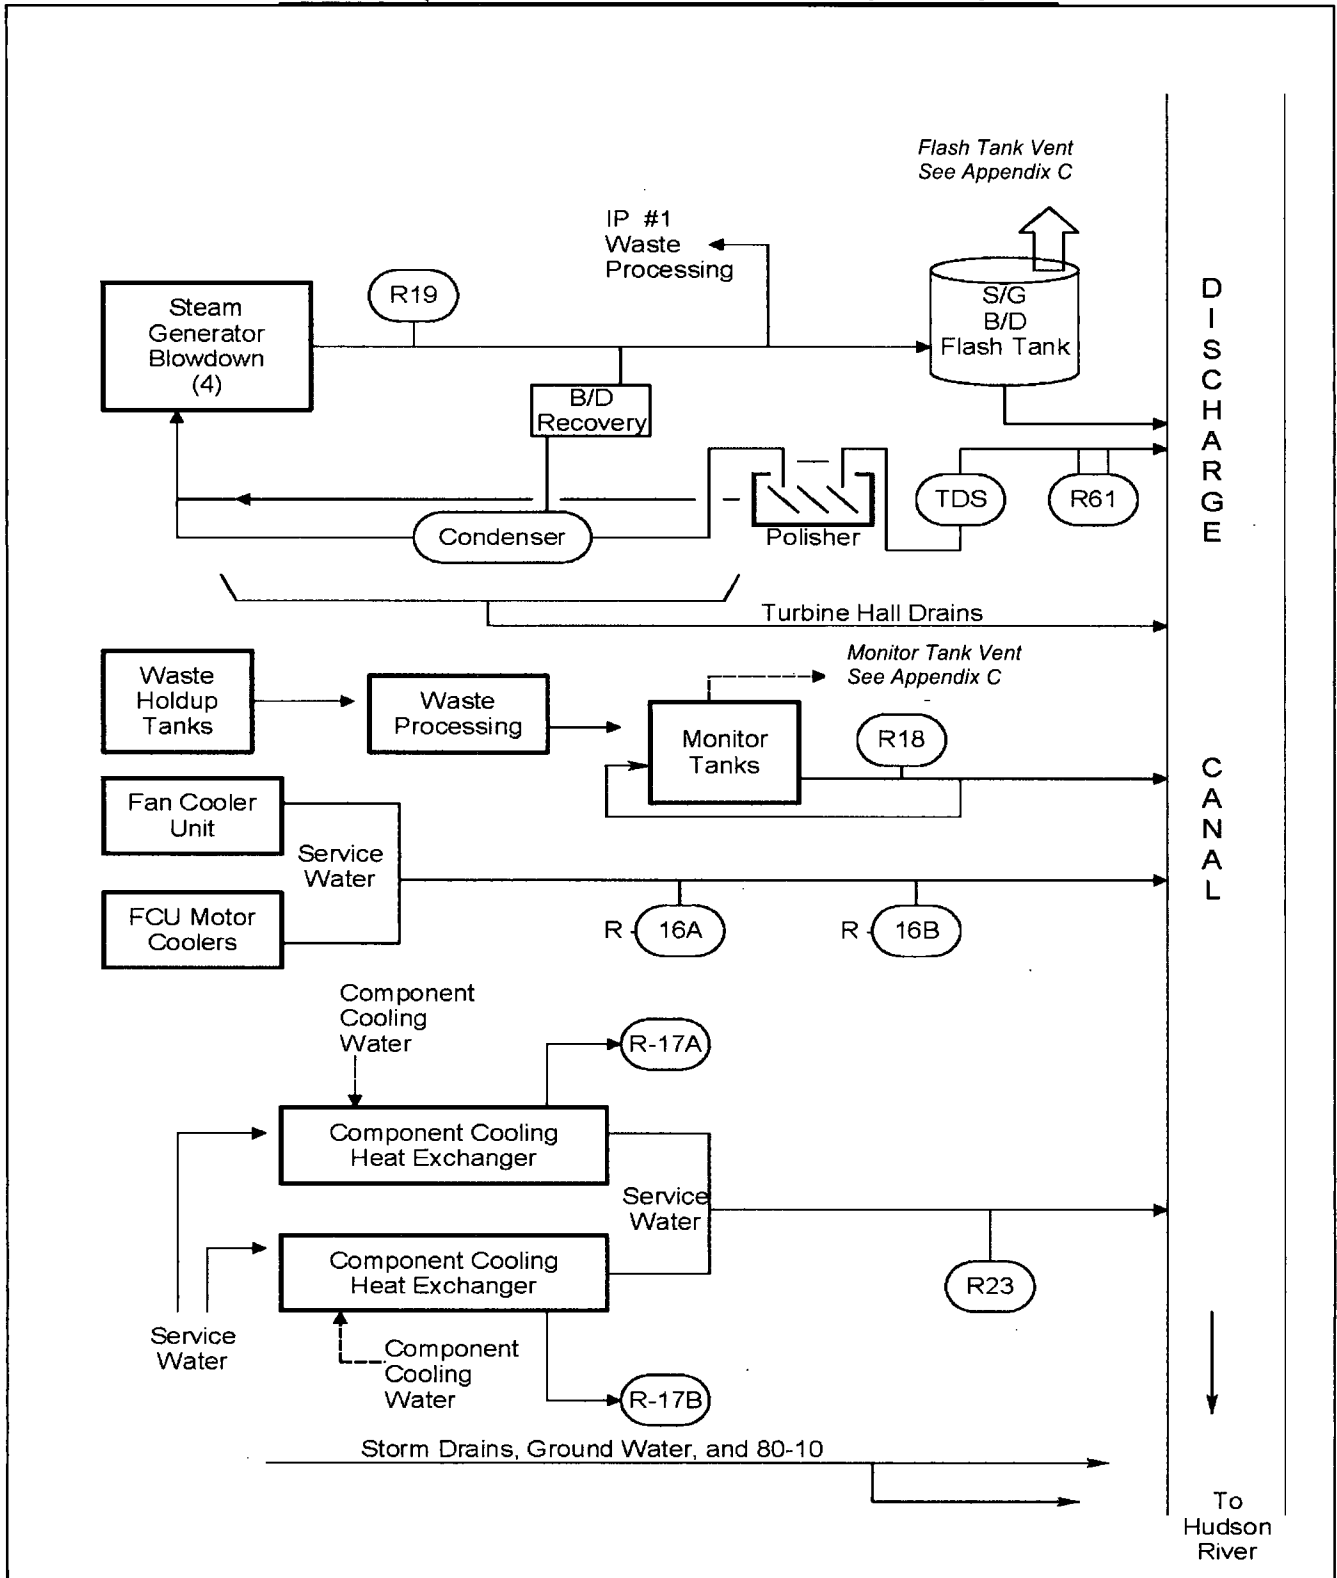 Flash Tank Vent
See Appendix C
IP #1
Waste
Processing
R19
Steam
Generator
Blowdown
(4)
S/G
B/D
Flash Tank
B/D
Recovery
TDS
R61
Condenser
Polisher
DISCHARGE
Turbine Hall Drains
Waste
Holdup
Tanks
Waste
Processing
Monitor Tank Vent
See Appendix C
Monitor
Tanks
R18
CANAL
Fan Cooler
Unit
Service
Water
FCU Motor
Coolers
R 16A
R 16B
Component
Cooling
Water
R-17A
Component Cooling
Heat Exchanger
Service
Water
Component Cooling
Heat Exchanger
R23
Service
Water
Component
Cooling
Water
R-17B
Storm Drains, Ground Water, and 80-10
To
Hudson
River